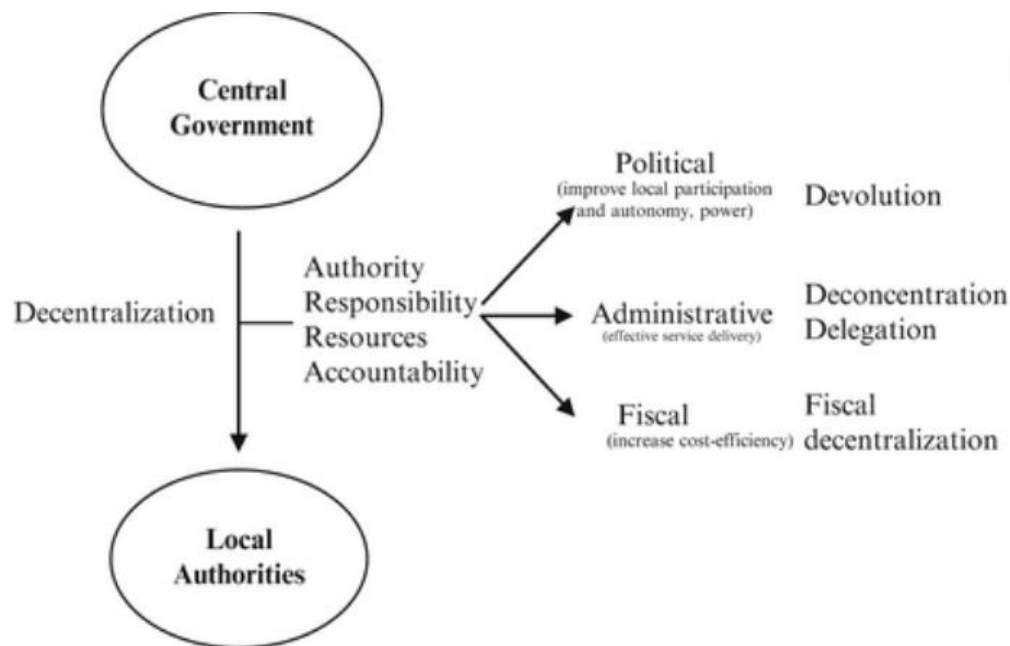 Central
Government
Decentralization
Authority
Responsibility
Resources
Accountability
Political
(improve local participation
and autonomy, power)
Devolution
Administrative
(effective service delivery)
Deconcentration
Delegation
Fiscal
(increase cost-efficiency)
Fiscal
decentralization
Local
Authorities